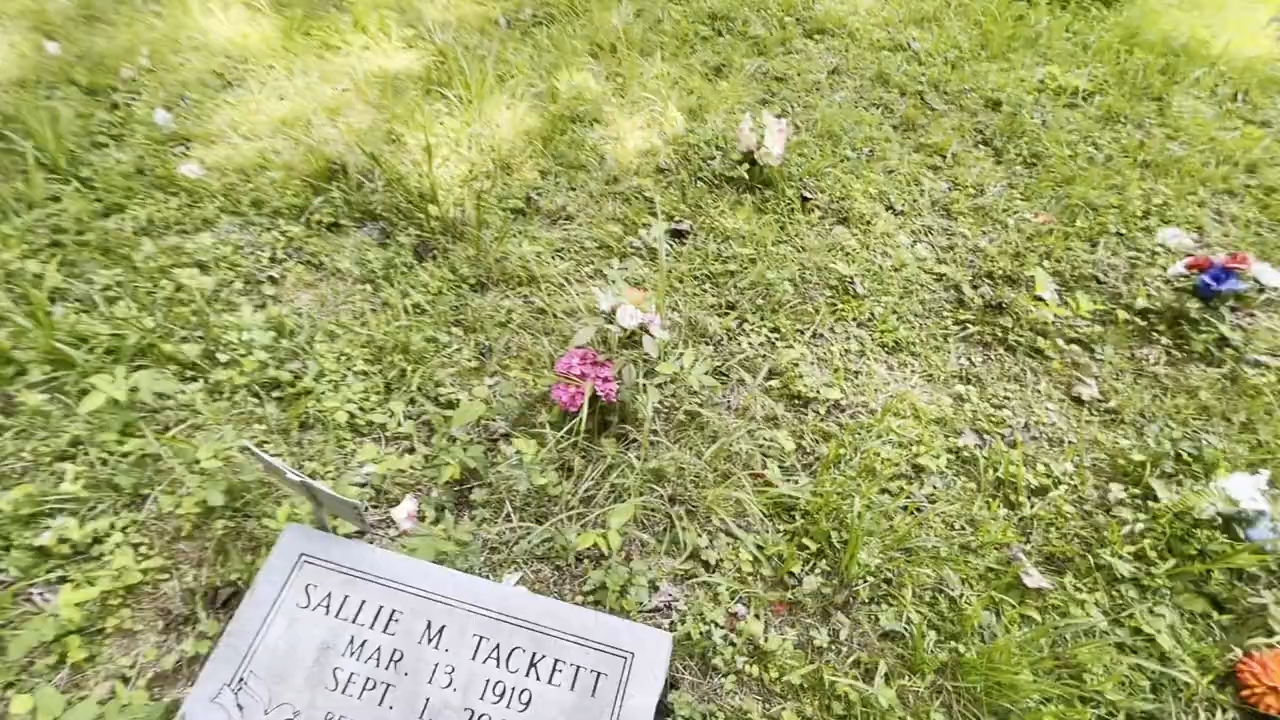 SALLIE M. TACKETT
MAR. 13, 1919
SEPT. 1,